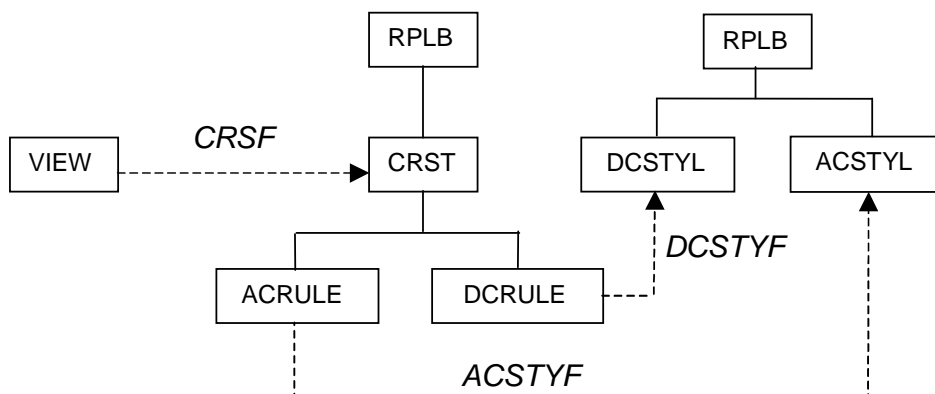 RPLB
RPLB
CRSF
VIEW
CRST
DCSTYL
ACSTYL
DCSTYF
ACRULE
DCRULE
ACSTYF